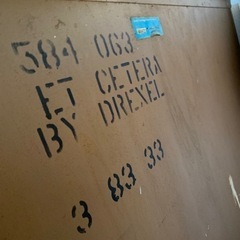 584 063
ET CETERA
BY DREXEL
3 83 33